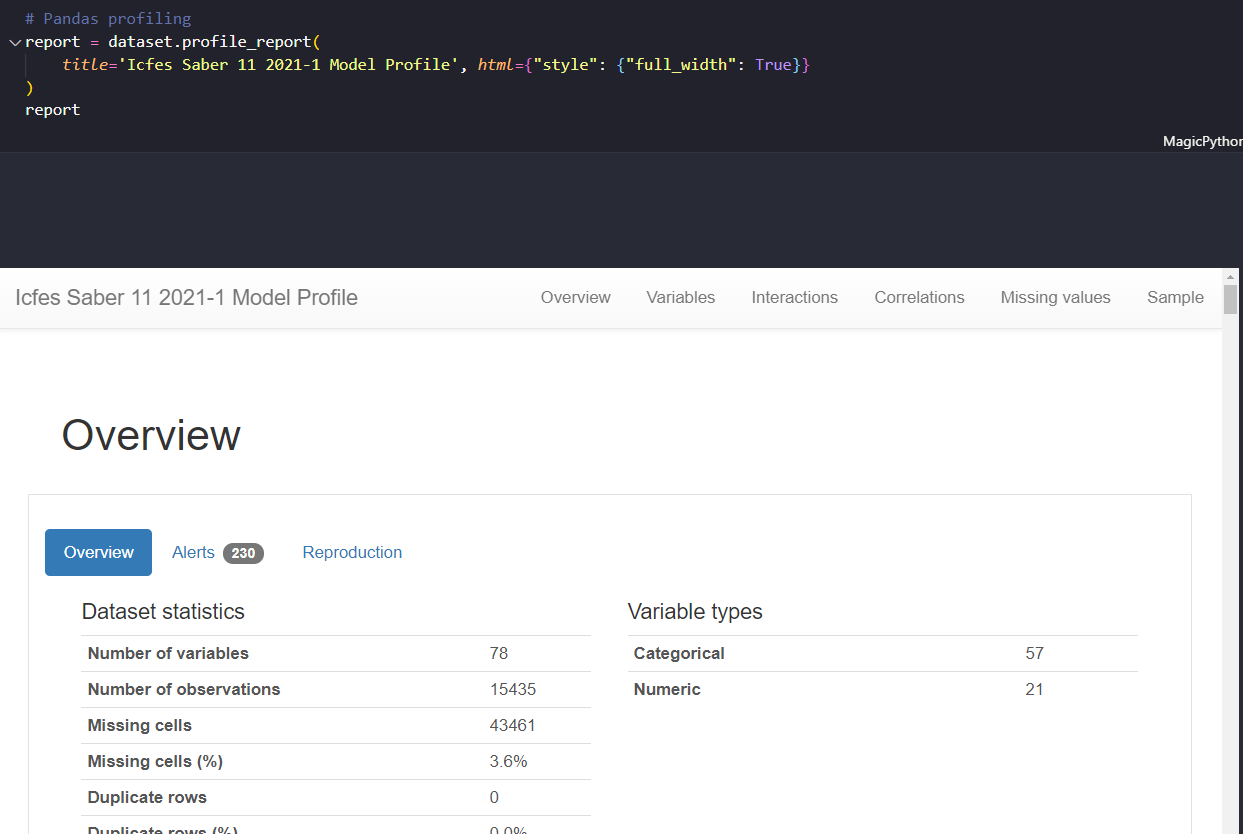 # Pandas profiling
report = dataset.profile_report(
title='Icfes Saber 11 2021-1 Model Profile', html={"style": {"full_width": True}}
)
report
MagicPython
Icfes Saber 11 2021-1 Model Profile Overview Variables Interactions Correlations Missing values Sample
Overview
Overview Alerts 230 Reproduction
Dataset statistics
Number of variables 78
Number of observations 15435
Missing cells 43461
Missing cells (%) 3.6%
Duplicate rows 0
Duplicate rows (%) 0.0%
Variable types
Categorical 57
Numeric 21